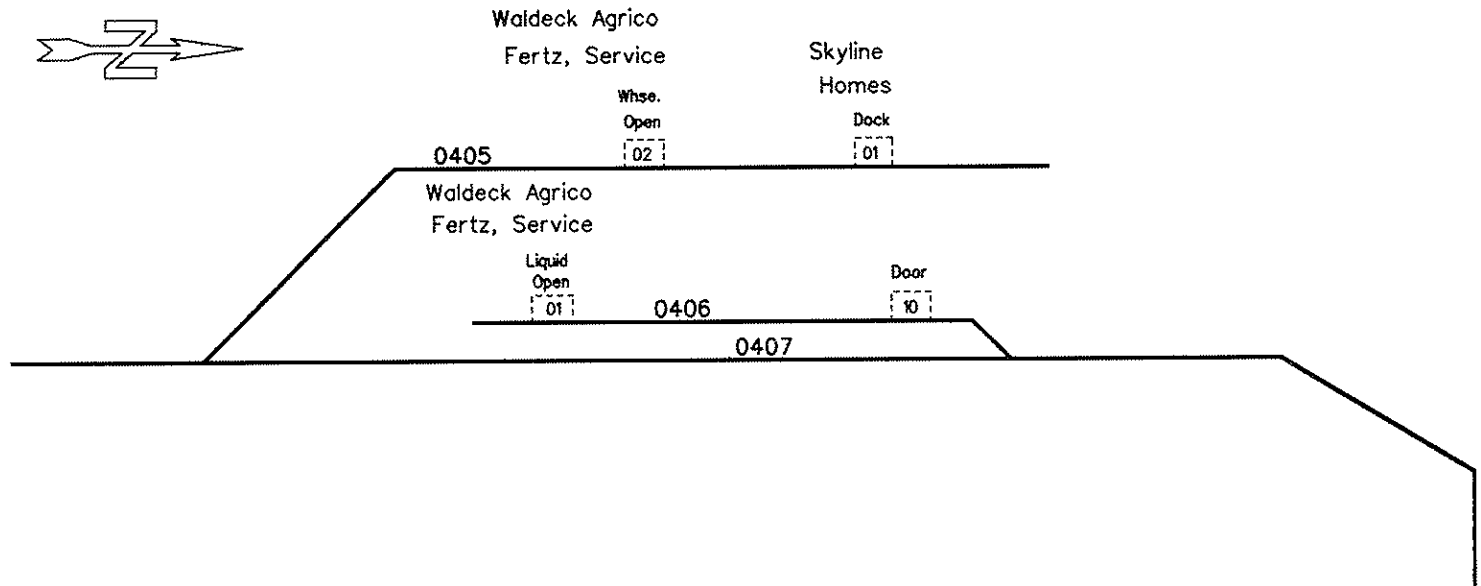 Waldeck Agrico
Fertz, Service
Skyline
Homes
Whse.
Open
02
Dock
01
0405
Waldeck Agrico
Fertz, Service
Liquid
Open
01
0406
Door
10
0407